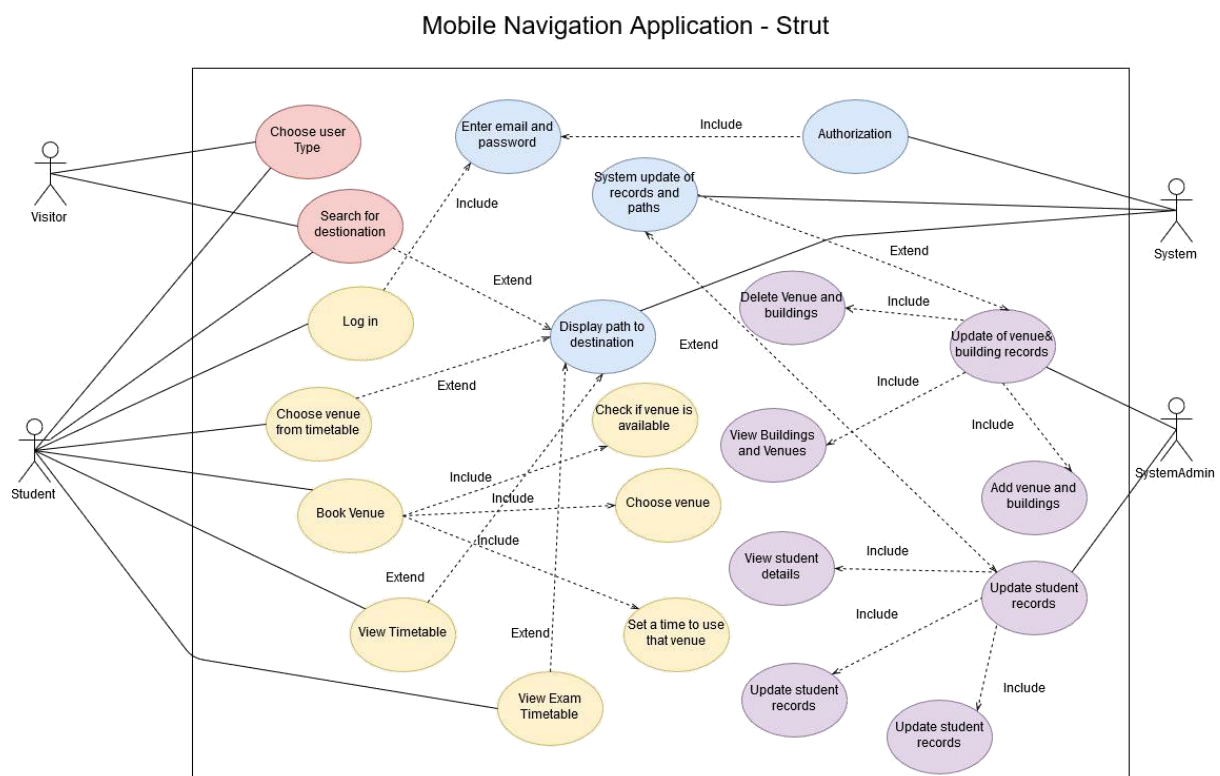 Mobile Navigation Application - Strut
Choose user
Type
Enter email and
password
Include
Authorization
Visitor
System update of
records and
paths
System
Search for
destionation
Include
Extend
Extend
Log in
Delete Venue and
buildings
Include
Display path to
destination
Extend
Update of venue&
building records
Extend
Include
Choose venue
from timetable
Check if venue is
available
Include
View Buildings
and Venues
Student
SystemAdmin
Include
Include
Book Venue
Choose venue
Add venue and
buildings
Include
View student
details
Include
Extend
Update student
records
Include
View Timetable
Extend
Set a time to use
that venue
Include
View Exam
Timetable
Update student
records
Update student
records